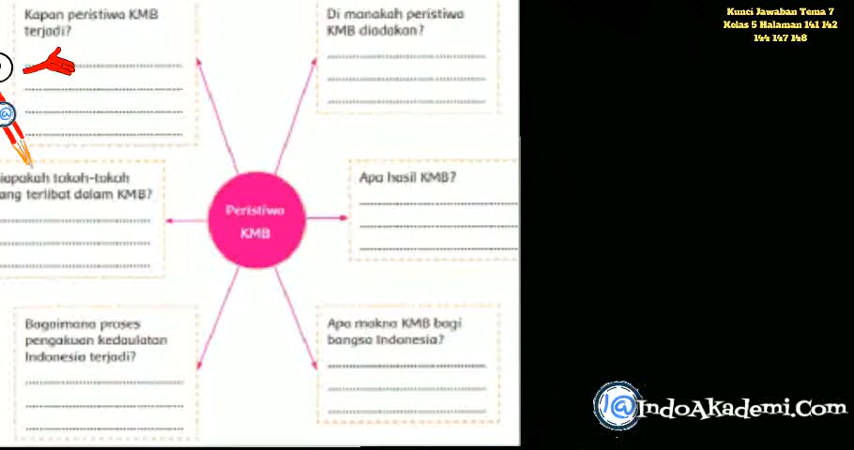 Kapan peristiwa KMB
terjadi?
Di manakah peristiwa
KMB diadakan?
Kunci Jawaban Tema 7
Kelas 5 Halaman 141 142
144 147 148
iapakah tokoh-tokoh
ang terlibat dalam KMB?
Apa hasil KMB?
Peristiwa
KMB
Bagaimana proses
pengakuan kedaulatan
Indonesia terjadi?
Apa makna KMB bagi
bangsa Indonesia?
IndoAkademi.Com